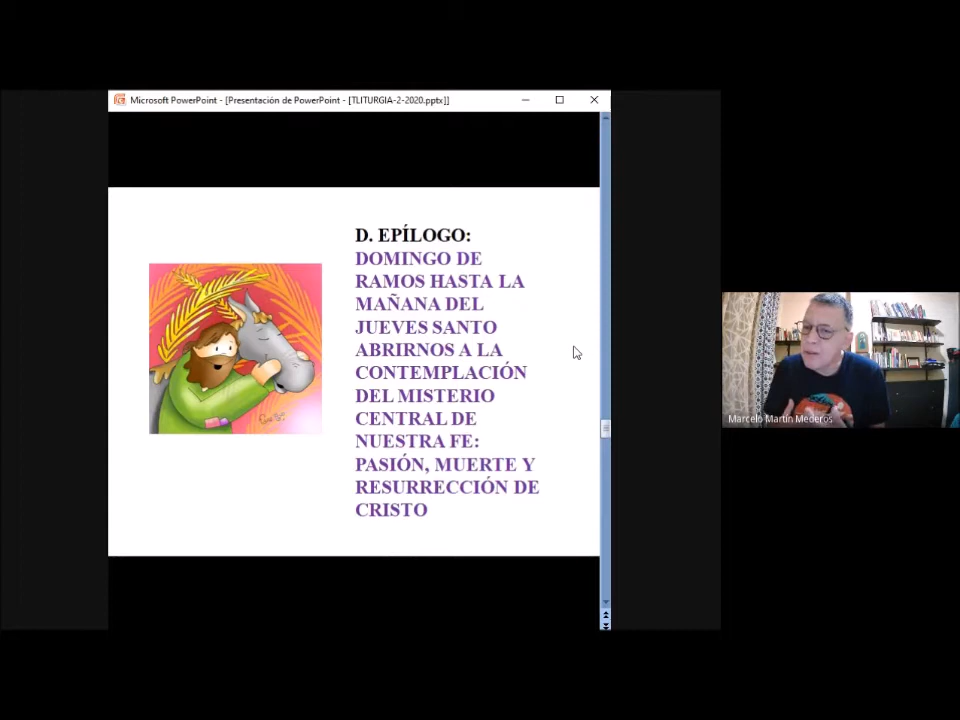 Microsoft PowerPoint - [Presentación de PowerPoint - [TLITURGIA-2-2020.pptx]]
D. EPÍLOGO:
DOMINGO DE
RAMOS HASTA LA
MAÑANA DEL
JUEVES SANTO
ABRIRNOS A LA
CONTEMPLACIÓN
DEL MISTERIO
CENTRAL DE
NUESTRA FE:
PASIÓN, MUERTE Y
RESURRECCIÓN DE
CRISTO
Marcelo Martín Mederos